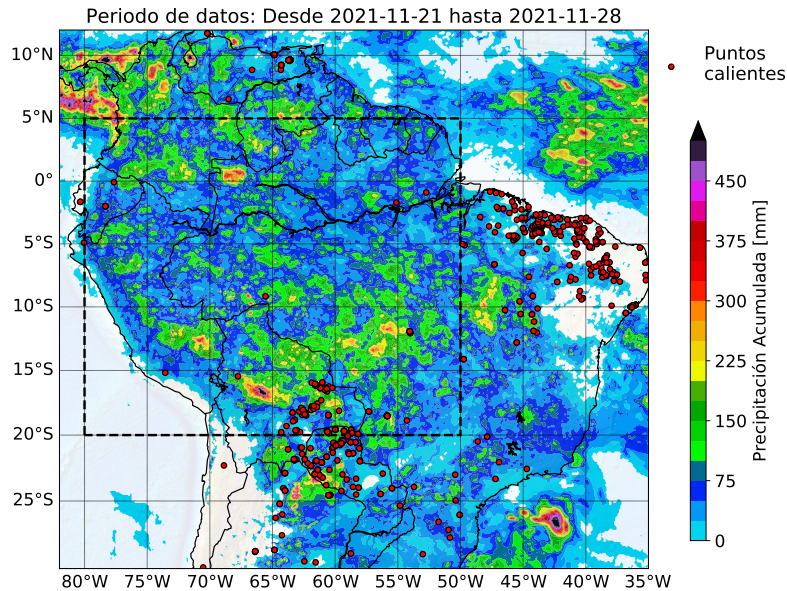 Periodo de datos: Desde 2021-11-21 hasta 2021-11-28
Puntos
calientes
10°N
5°N
0°
5°S
10°S
15°S
20°S
25°S
80°W 75°W 70°W 65°W 60°W 55°W 50°W 45°W 40°W 35°W
450
375
300
225
150
75
0
Precipitación Acumulada [mm]